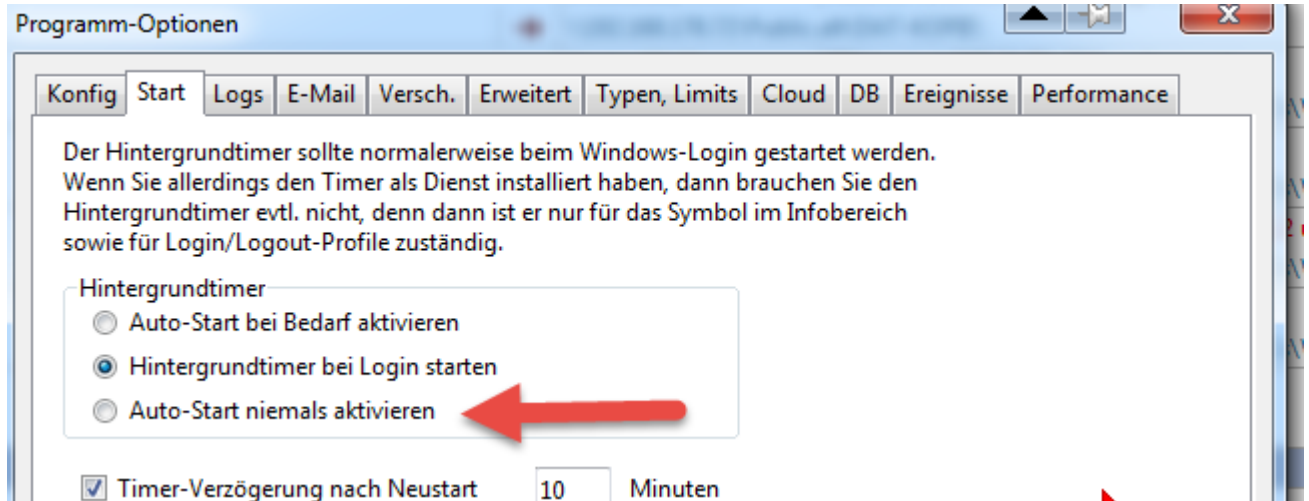 Programm-Optionen
Konfig Start Logs E-Mail Versch. Erweitert Typen, Limits Cloud DB Ereignisse Performance
Der Hintergrundtimer sollte normalerweise beim Windows-Login gestartet werden.
Wenn Sie allerdings den Timer als Dienst installiert haben, dann brauchen Sie den
Hintergrundtimer evtl. nicht, denn dann ist er nur für das Symbol im Infobereich
sowie für Login/Logout-Profile zuständig.
Hintergrundtimer
Auto-Start bei Bedarf aktivieren
Hintergrundtimer bei Login starten
Auto-Start niemals aktivieren
Timer-Verzögerung nach Neustart 10 Minuten